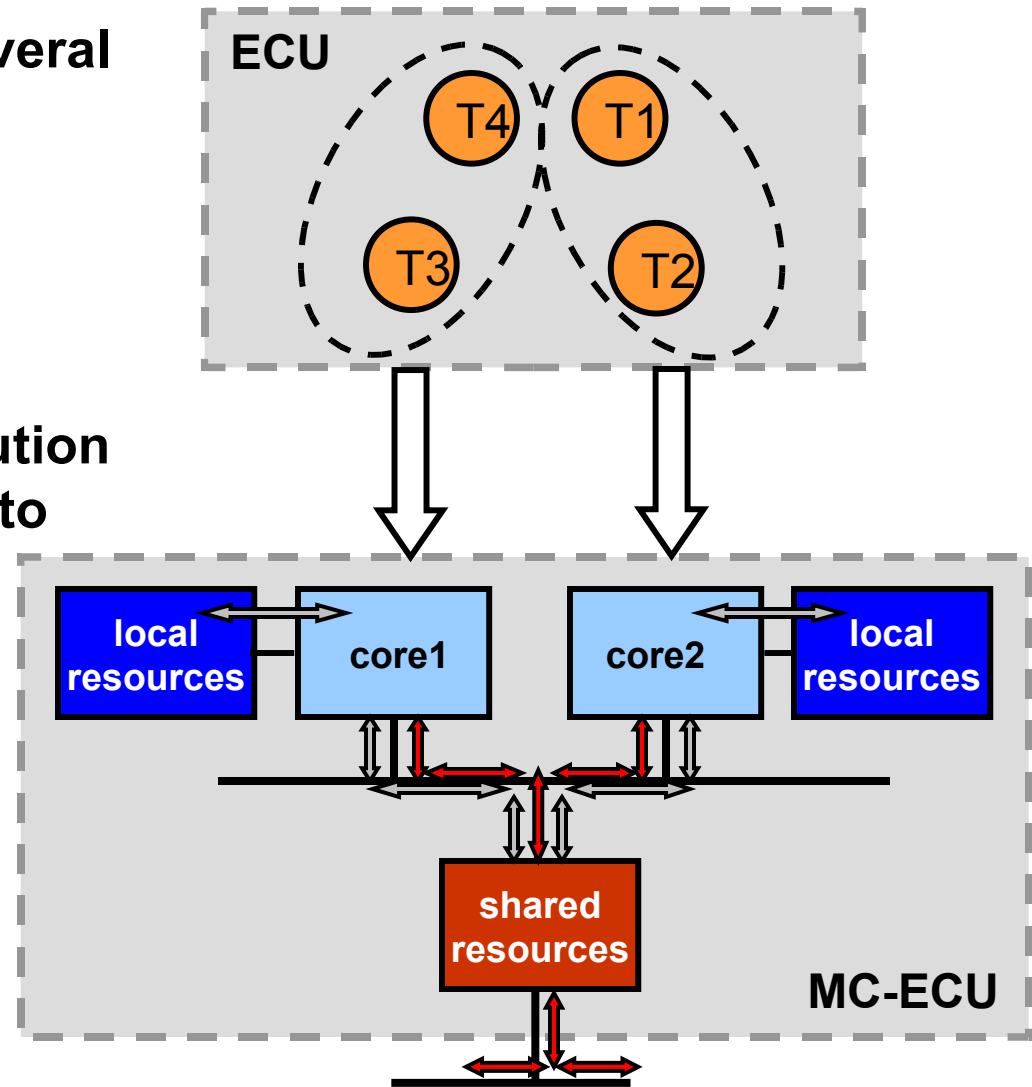 veral
ECU
T4
T1
T3
T2
ution
to
local
resources
core1
core2
local
resources
shared
resources
MC-ECU